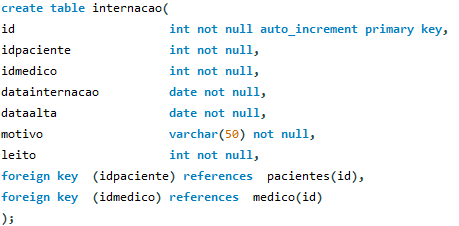 create table internacao(
id int not null auto_increment primary key,
idpaciente int not null,
idmedico int not null,
datainternacao date not null,
dataalta date not null,
motivo varchar(50) not null,
leito int not null,
foreign key (idpaciente) references pacientes(id),
foreign key (idmedico) references medico(id)
);